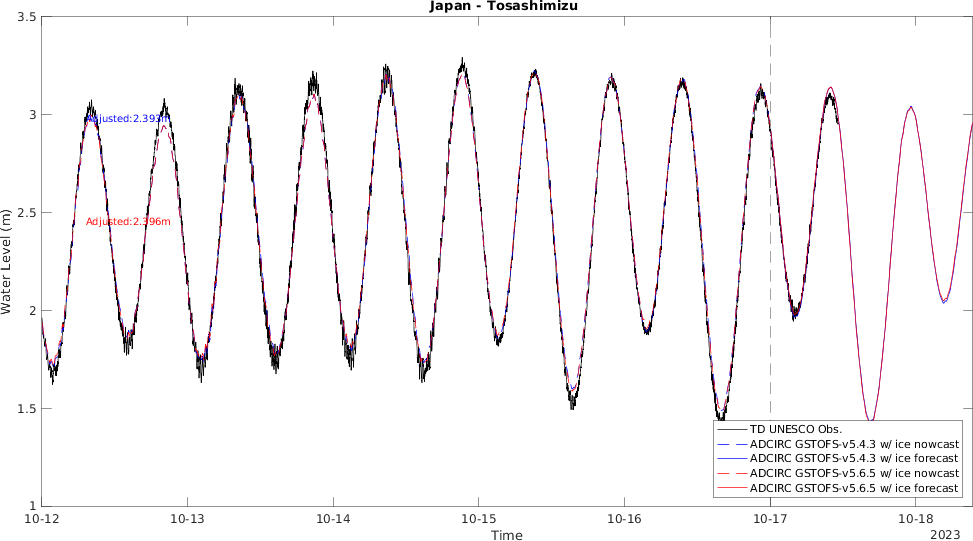 Japan - Tosashimizu
3.5
3
2.5
2
1.5
1
Water Level (m)
Adjusted:2.393m
Adjusted:2.396m
TD UNESCO Obs.
ADCIRC GSTOFS-v5.4.3 w/ ice nowcast
ADCIRC GSTOFS-v5.4.3 w/ ice forecast
ADCIRC GSTOFS-v5.6.5 w/ ice nowcast
ADCIRC GSTOFS-v5.6.5 w/ ice forecast
10-12 10-13 10-14 10-15 10-16 10-17 10-18
Time
2023